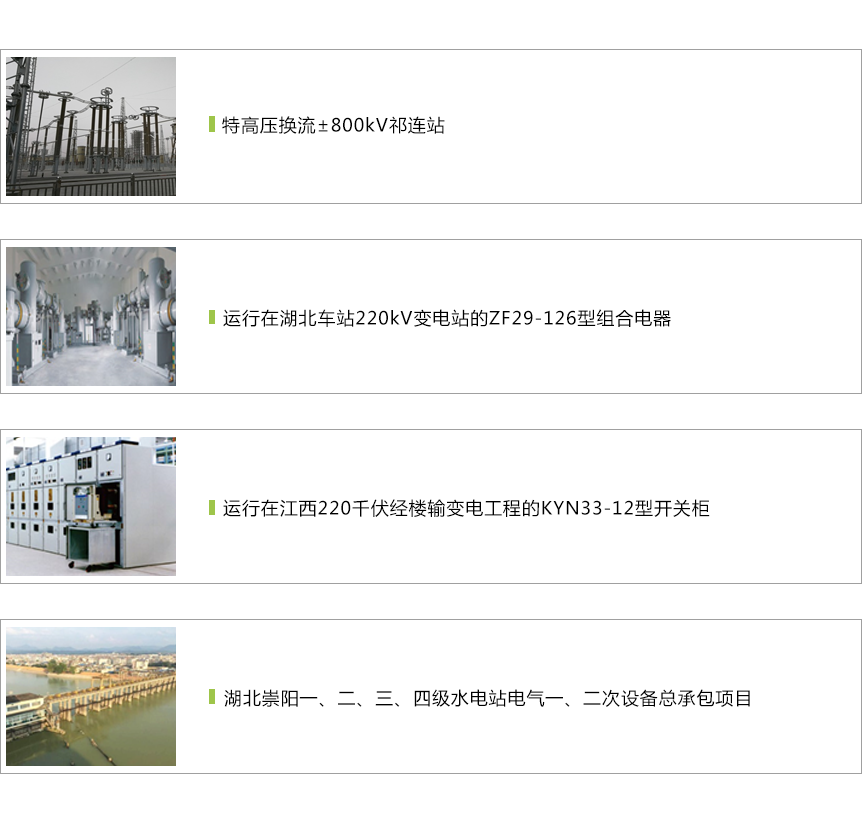 特高压换流±800kV祁连站
运行在湖北车站220kV变电站的ZF29-126型组合电器
运行在江西220千伏经楼输变电工程的KYN33-12型开关柜
湖北崇阳一、二、三、四级水电站电气一、二次设备总承包项目